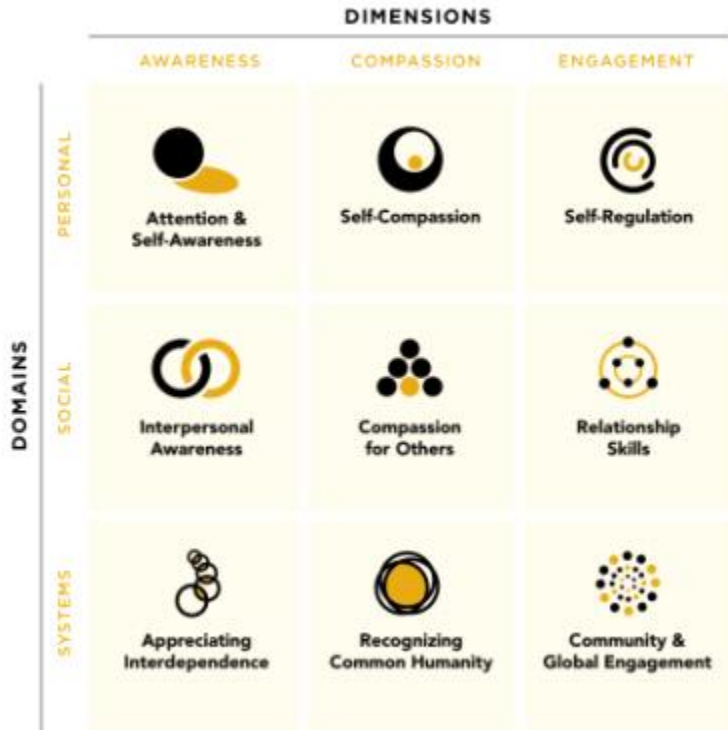 DIMENSIONS
AWARENESS COMPASSION ENGAGEMENT
DOMAINS
PERSONAL
Attention &
Self-Awareness
Self-Compassion
Self-Regulation
SOCIAL
Interpersonal
Awareness
Compassion
for Others
Relationship
Skills
SYSTEMS
Appreciating
Interdependence
Recognizing
Common Humanity
Community &
Global Engagement